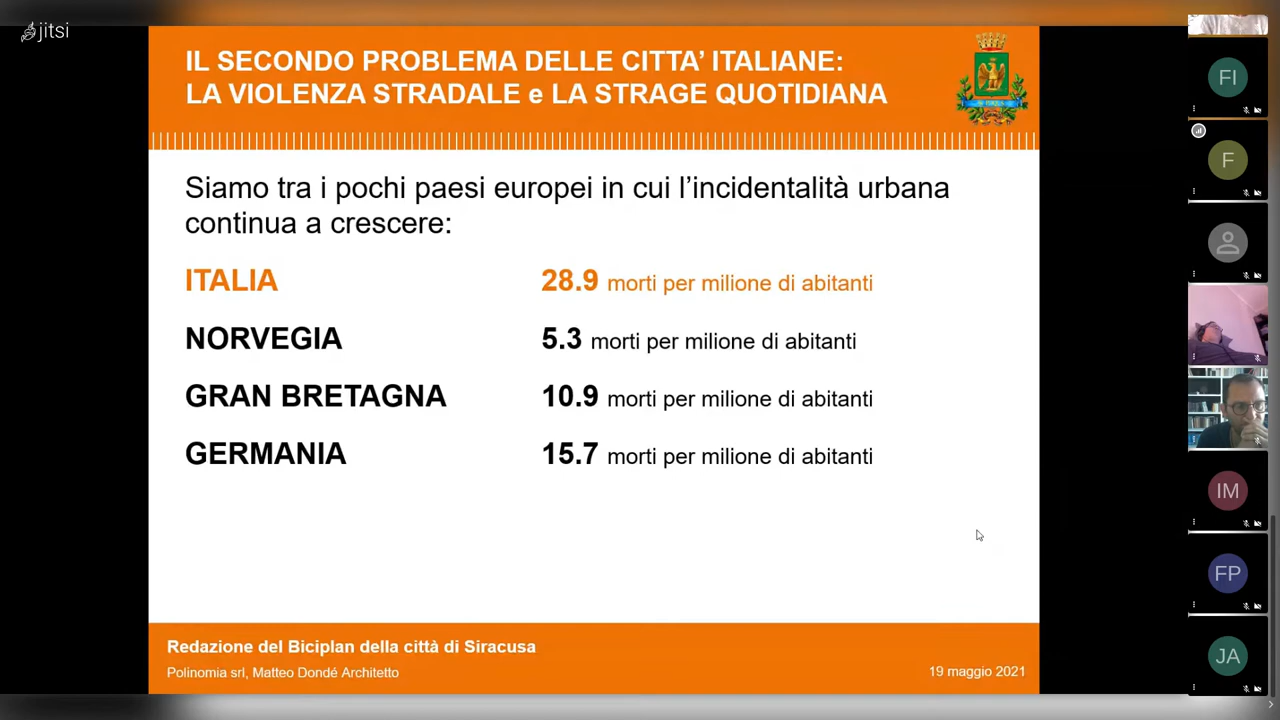 jitsi
IL SECONDO PROBLEMA DELLE CITTA' ITALIANE:
LA VIOLENZA STRADALE e LA STRAGE QUOTIDIANA
Siamo tra i pochi paesi europei in cui l'incidentalità urbana
continua a crescere:
ITALIA 28.9 morti per milione di abitanti
NORVEGIA 5.3 morti per milione di abitanti
GRAN BRETAGNA 10.9 morti per milione di abitanti
GERMANIA 15.7 morti per milione di abitanti
Redazione del Biciplan della città di Siracusa
Polinomia srl, Matteo Dondé Architetto
19 maggio 2021
FI
F
IM
FP
JA